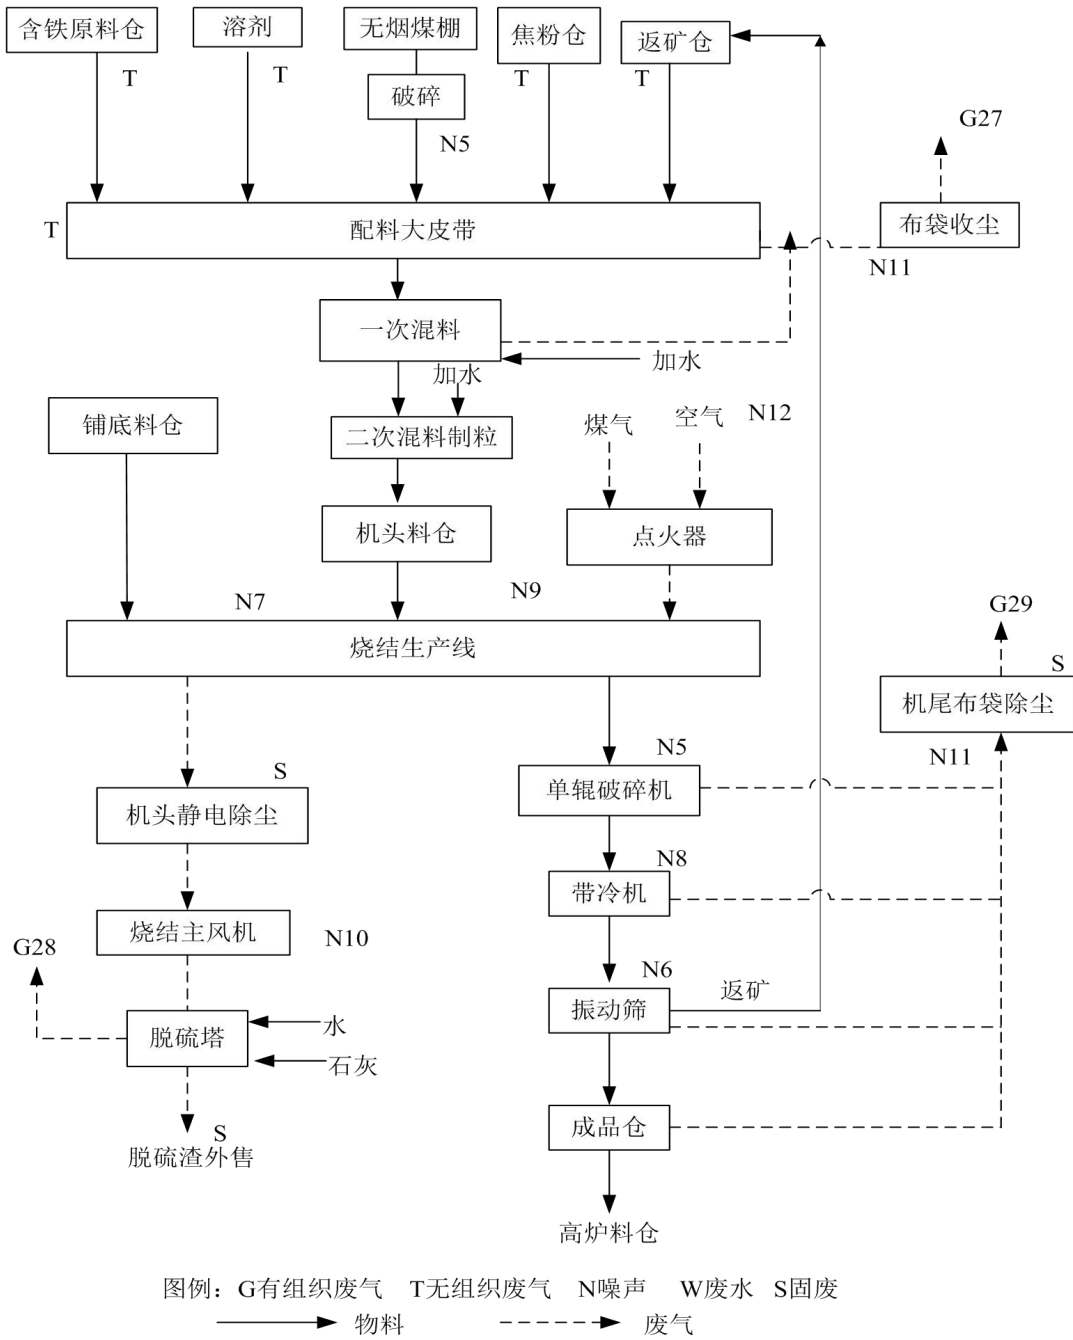 含铁原料仓
溶剂
无烟煤棚
焦粉仓
返矿仓
T
T
破碎
T
T
N5
G27
T
配料大皮带
布袋收尘
N11
一次混料
加水
加水
铺底料仓
二次混料制粒
煤气
空气
N12
机头料仓
点火器
N7
N9
烧结生产线
G29
S
机尾布袋除尘
N11
S
N5
机头静电除尘
单辊破碎机
N8
带冷机
烧结主风机
N10
G28
N6
返矿
振动筛
脱硫塔
水
石灰
S
脱硫渣外售
成品仓
高炉料仓
图例：G有组织废气 T无组织废气 N噪声 W废水 S固废
物料 废气